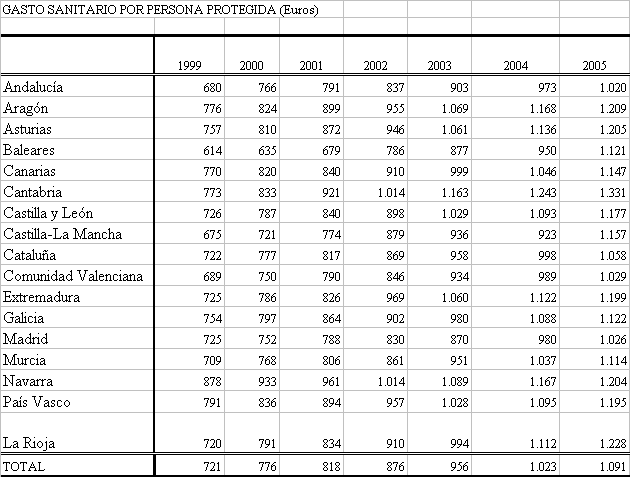 GASTO SANITARIO POR PERSONA PROTEGIDA (Euros)
1999 2000 2001 2002 2003 2004 2005
Andalucía 680 766 791 837 903 973 1.020
Aragón 776 824 899 955 1.069 1.168 1.209
Asturias 757 810 872 946 1.061 1.136 1.205
Baleares 614 635 679 786 877 950 1.121
Canarias 770 820 840 910 999 1.046 1.147
Cantabria 773 833 921 1.014 1.163 1.243 1.331
Castilla y León 726 787 840 898 1.029 1.093 1.177
Castilla-La Mancha 675 721 774 879 936 923 1.157
Cataluña 722 777 817 869 958 998 1.058
Comunidad Valenciana 689 750 790 846 934 989 1.029
Extremadura 725 786 826 969 1.060 1.122 1.199
Galicia 754 797 864 902 980 1.088 1.122
Madrid 725 752 788 830 870 980 1.026
Murcia 709 768 806 861 951 1.037 1.114
Navarra 878 933 961 1.014 1.089 1.167 1.204
País Vasco 791 836 894 957 1.028 1.095 1.195
La Rioja 720 791 834 910 994 1.112 1.228
TOTAL 721 776 818 876 956 1.023 1.091